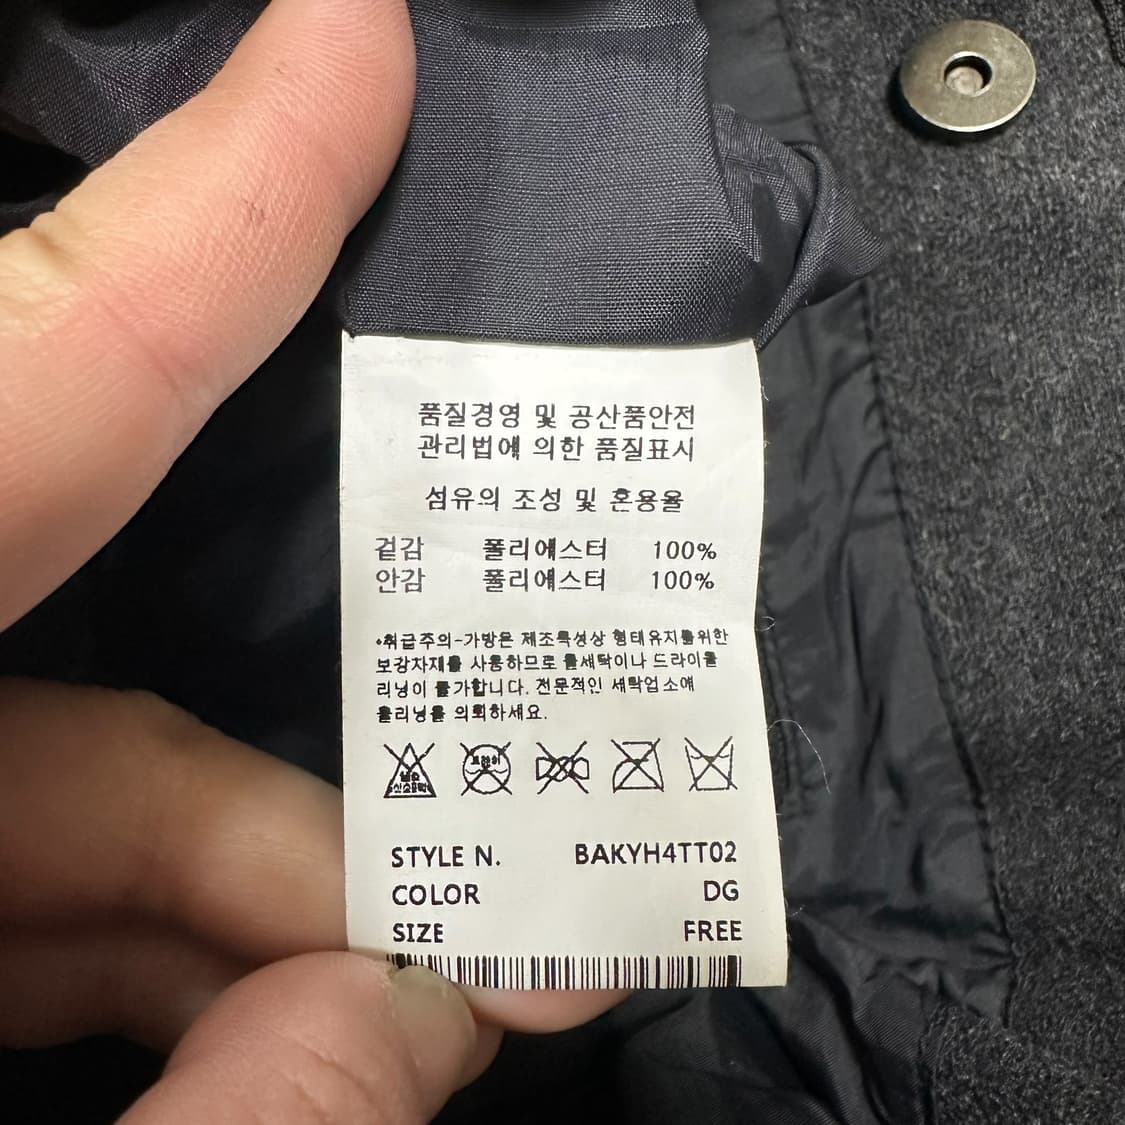 품질경영 및 공산품안전
관리법에 의한 품질표시
섬유의 조성 및 혼용율
겉감 폴리에스터 100%
안감 폴리에스터 100%
*취급주의-가방은 제조특성상 형태유지를위한
보강차재를 사용하므로 물세탁이나 드라이클
리닝이 불가합니다. 전문적인 세탁업소에
클리닝을 의뢰하세요.
드라이
STYLE N. BAKYH4TT02
COLOR DG
SIZE FREE